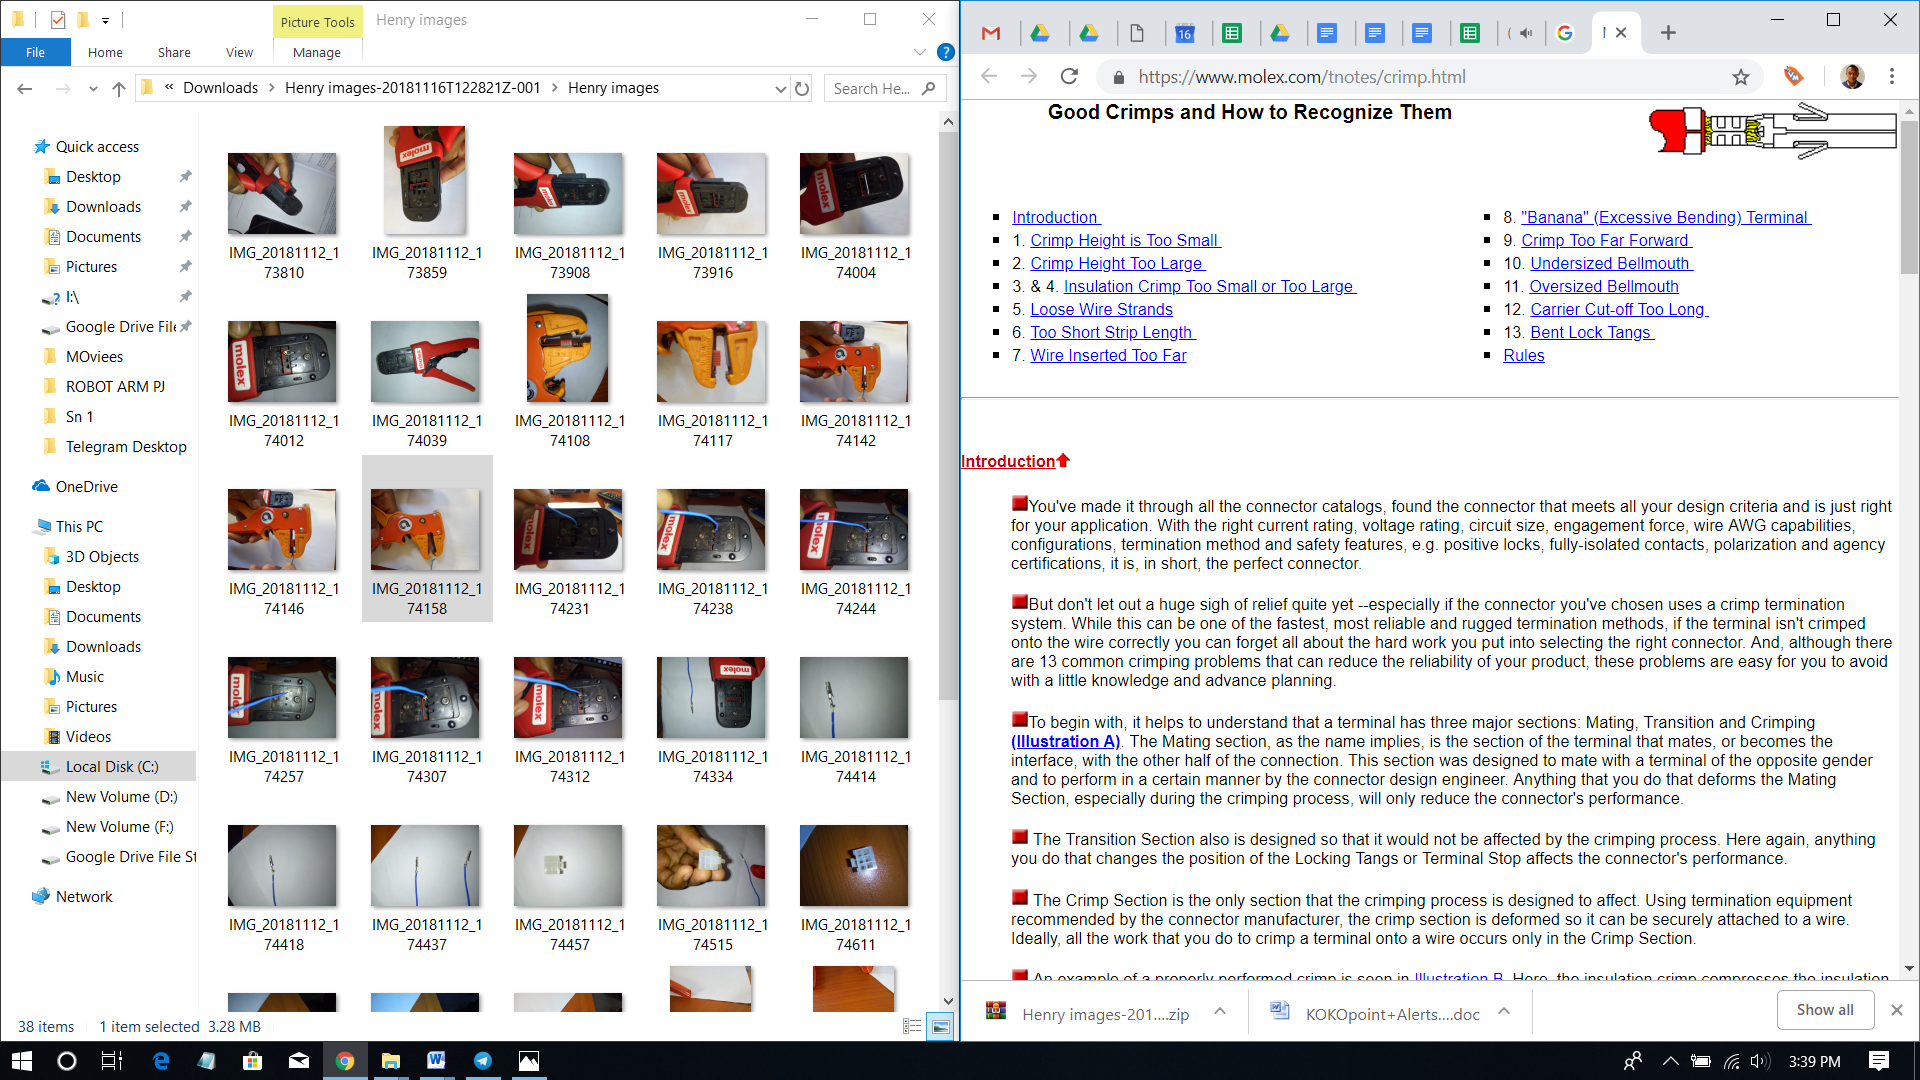 Picture Tools
Henry images
File
Home
Share
View
Manage
« Downloads > Henry images-20181116T122821Z-001 > Henry images
Search He...
Quick access
Desktop
Downloads
Documents
Pictures
I:\
Google Drive File
MOviees
ROBOT ARM PJ
Sn 1
Telegram Desktop
OneDrive
This PC
3D Objects
Desktop
Documents
Downloads
Music
Pictures
Videos
Local Disk (C:)
New Volume (D:)
New Volume (F:)
Google Drive File St
Network
IMG_20181112_173810
IMG_20181112_173859
IMG_20181112_173908
IMG_20181112_173916
IMG_20181112_174004
IMG_20181112_174012
IMG_20181112_174039
IMG_20181112_174108
IMG_20181112_174117
IMG_20181112_174142
IMG_20181112_174146
IMG_20181112_174158
IMG_20181112_174231
IMG_20181112_174238
IMG_20181112_174244
IMG_20181112_174257
IMG_20181112_174307
IMG_20181112_174312
IMG_20181112_174334
IMG_20181112_174414
IMG_20181112_174418
IMG_20181112_174437
IMG_20181112_174457
IMG_20181112_174515
IMG_20181112_174611
38 items 1 item selected 3.28 MB
https://www.molex.com/tnotes/crimp.html
Good Crimps and How to Recognize Them
Introduction
1. Crimp Height is Too Small
2. Crimp Height Too Large
3. & 4. Insulation Crimp Too Small or Too Large
5. Loose Wire Strands
6. Too Short Strip Length
7. Wire Inserted Too Far
8. "Banana" (Excessive Bending) Terminal
9. Crimp Too Far Forward
10. Undersized Bellmouth
11. Oversized Bellmouth
12. Carrier Cut-off Too Long
13. Bent Lock Tangs
Rules
Introduction
You've made it through all the connector catalogs, found the connector that meets all your design criteria and is just right
for your application. With the right current rating, voltage rating, circuit size, engagement force, wire AWG capabilities,
configurations, termination method and safety features, e.g. positive locks, fully-isolated contacts, polarization and agency
certifications, it is, in short, the perfect connector.
But don't let out a huge sigh of relief quite yet --especially if the connector you've chosen uses a crimp termination
system. While this can be one of the fastest, most reliable and rugged termination methods, if the terminal isn't crimped
onto the wire correctly you can forget all about the hard work you put into selecting the right connector. And, although there
are 13 common crimping problems that can reduce the reliability of your product, these problems are easy for you to avoid
with a little knowledge and advance planning.
To begin with, it helps to understand that a terminal has three major sections: Mating, Transition and Crimping
(Illustration A). The Mating section, as the name implies, is the section of the terminal that mates, or becomes the
interface, with the other half of the connection. This section was designed to mate with a terminal of the opposite gender
and to perform in a certain manner by the connector design engineer. Anything that you do that deforms the Mating
Section, especially during the crimping process, will only reduce the connector's performance.
The Transition Section also is designed so that it would not be affected by the crimping process. Here again, anything
you do that changes the position of the Locking Tangs or Terminal Stop affects the connector's performance.
The Crimp Section is the only section that the crimping process is designed to affect. Using termination equipment
recommended by the connector manufacturer, the crimp section is deformed so it can be securely attached to a wire.
Ideally, all the work that you do to crimp a terminal onto a wire occurs only in the Crimp Section.
An example of a properly performed crimp is seen in Illustration B. Here, the insulation crimp compresses the insulation
Henry images-201....zip
KOKOpoint+Alerts....doc
Show all
3:39 PM